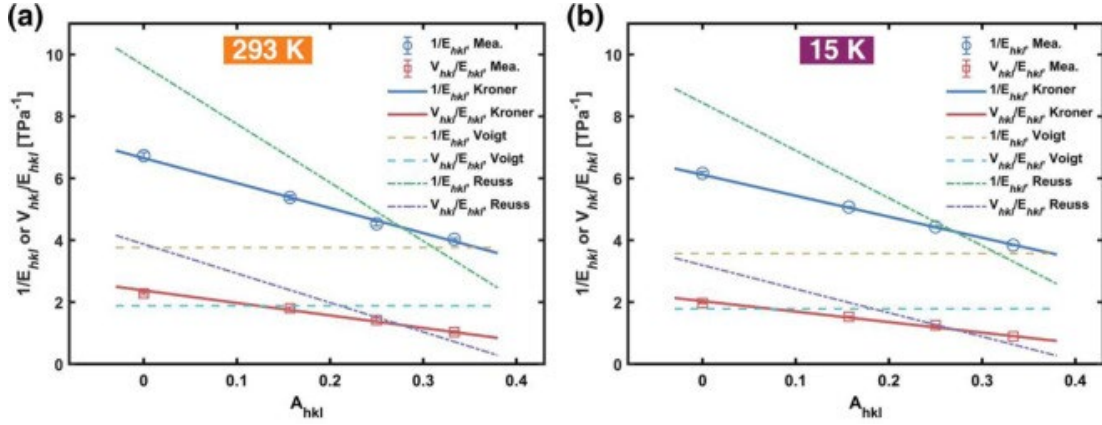 (a)
293 K
1/E_hkl, Mea.
V_hkl/E_hkl, Mea.
1/E_hkl, Kroner
V_hkl/E_hkl, Kroner
1/E_hkl, Voigt
V_hkl/E_hkl, Voigt
1/E_hkl, Reuss
V_hkl/E_hkl, Reuss
1/E_hkl or V_hkl/E_hkl [TPa^-1]
10
8
6
4
2
0
0 0.1 0.2 0.3 0.4
A_hkl
(b)
15 K
1/E_hkl, Mea.
V_hkl/E_hkl, Mea.
1/E_hkl, Kroner
V_hkl/E_hkl, Kroner
1/E_hkl, Voigt
V_hkl/E_hkl, Voigt
1/E_hkl, Reuss
V_hkl/E_hkl, Reuss
1/E_hkl or V_hkl/E_hkl [TPa^-1]
10
8
6
4
2
0
0 0.1 0.2 0.3 0.4
A_hkl